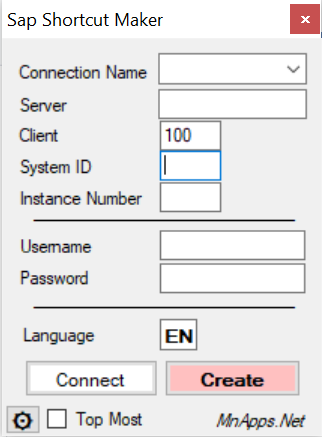 Sap Shortcut Maker
Connection Name
Server
Client 100
System ID
Instance Number
Username
Password
Language EN
Connect Create
Top Most MnApps.Net